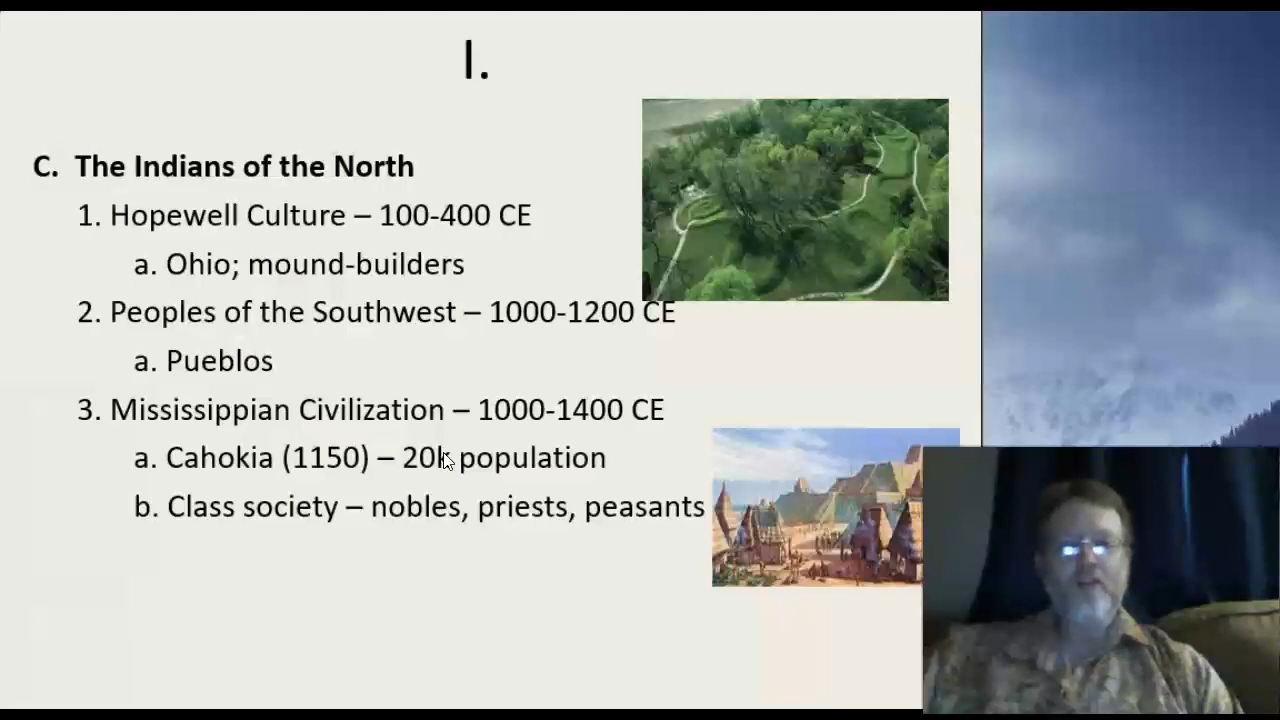 I.
C. The Indians of the North
1. Hopewell Culture – 100-400 CE
a. Ohio; mound-builders
2. Peoples of the Southwest – 1000-1200 CE
a. Pueblos
3. Mississippian Civilization – 1000-1400 CE
a. Cahokia (1150) – 20k population
b. Class society – nobles, priests, peasants